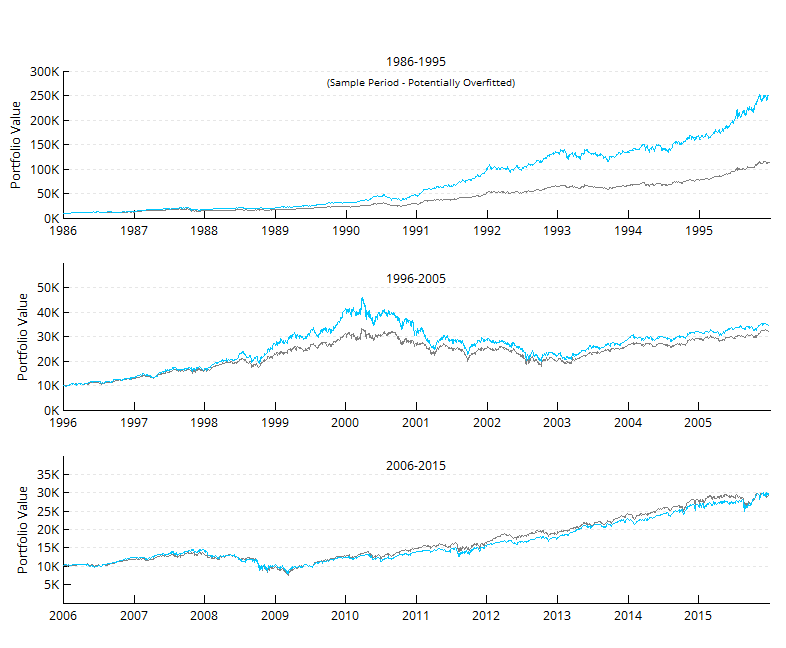 1986-1995
(Sample Period - Potentially Overfitted)
Portfolio Value
300K
250K
200K
150K
100K
50K
0K
1986 1987 1988 1989 1990 1991 1992 1993 1994 1995
1996-2005
Portfolio Value
50K
40K
30K
20K
10K
0K
1996 1997 1998 1999 2000 2001 2002 2003 2004 2005
2006-2015
Portfolio Value
35K
30K
25K
20K
15K
10K
5K
2006 2007 2008 2009 2010 2011 2012 2013 2014 2015